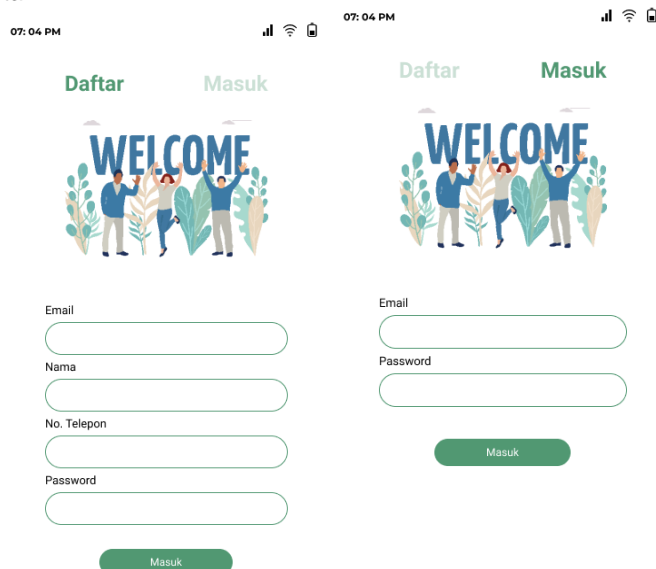 07: 04 PM
Daftar Masuk
WELCOME
Email
Nama
No. Telepon
Password
Masuk
07: 04 PM
Daftar Masuk
WELCOME
Email
Password
Masuk